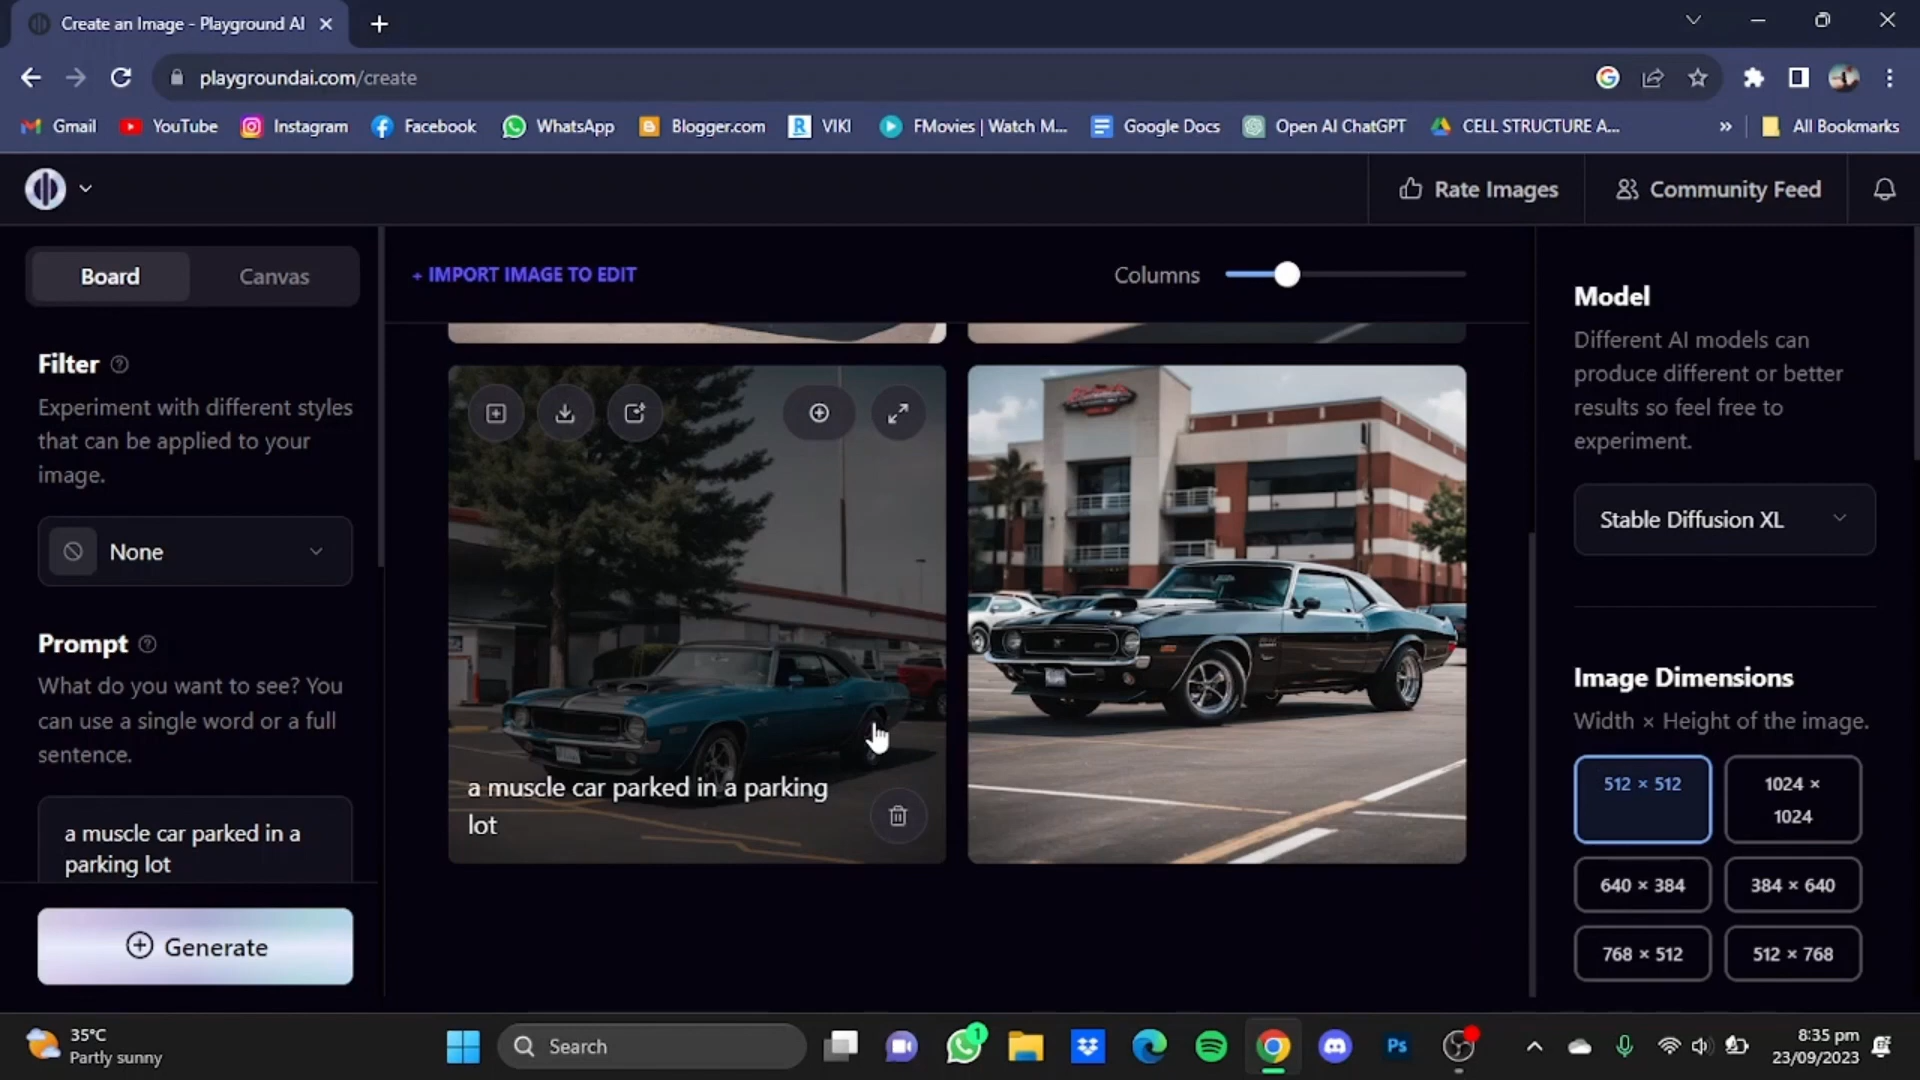 Create an Image - Playground AI
playgroundai.com/create
Gmail YouTube Instagram Facebook WhatsApp Blogger.com VIKI FMovies | Watch M... Google Docs Open AI ChatGPT CELL STRUCTURE A... » All Bookmarks
Rate Images Community Feed
Board Canvas
+ IMPORT IMAGE TO EDIT
Columns
Filter
Experiment with different styles
that can be applied to your
image.
None
Prompt
What do you want to see? You
can use a single word or a full
sentence.
a muscle car parked in a
parking lot
Generate
a muscle car parked in a parking
lot
Model
Different AI models can
produce different or better
results so feel free to
experiment.
Stable Diffusion XL
Image Dimensions
Width × Height of the image.
512 × 512
1024 ×
1024
640 × 384
384 × 640
768 × 512
512 × 768
35°C
Partly sunny
Search
1
Ps
8:35 pm
23/09/2023